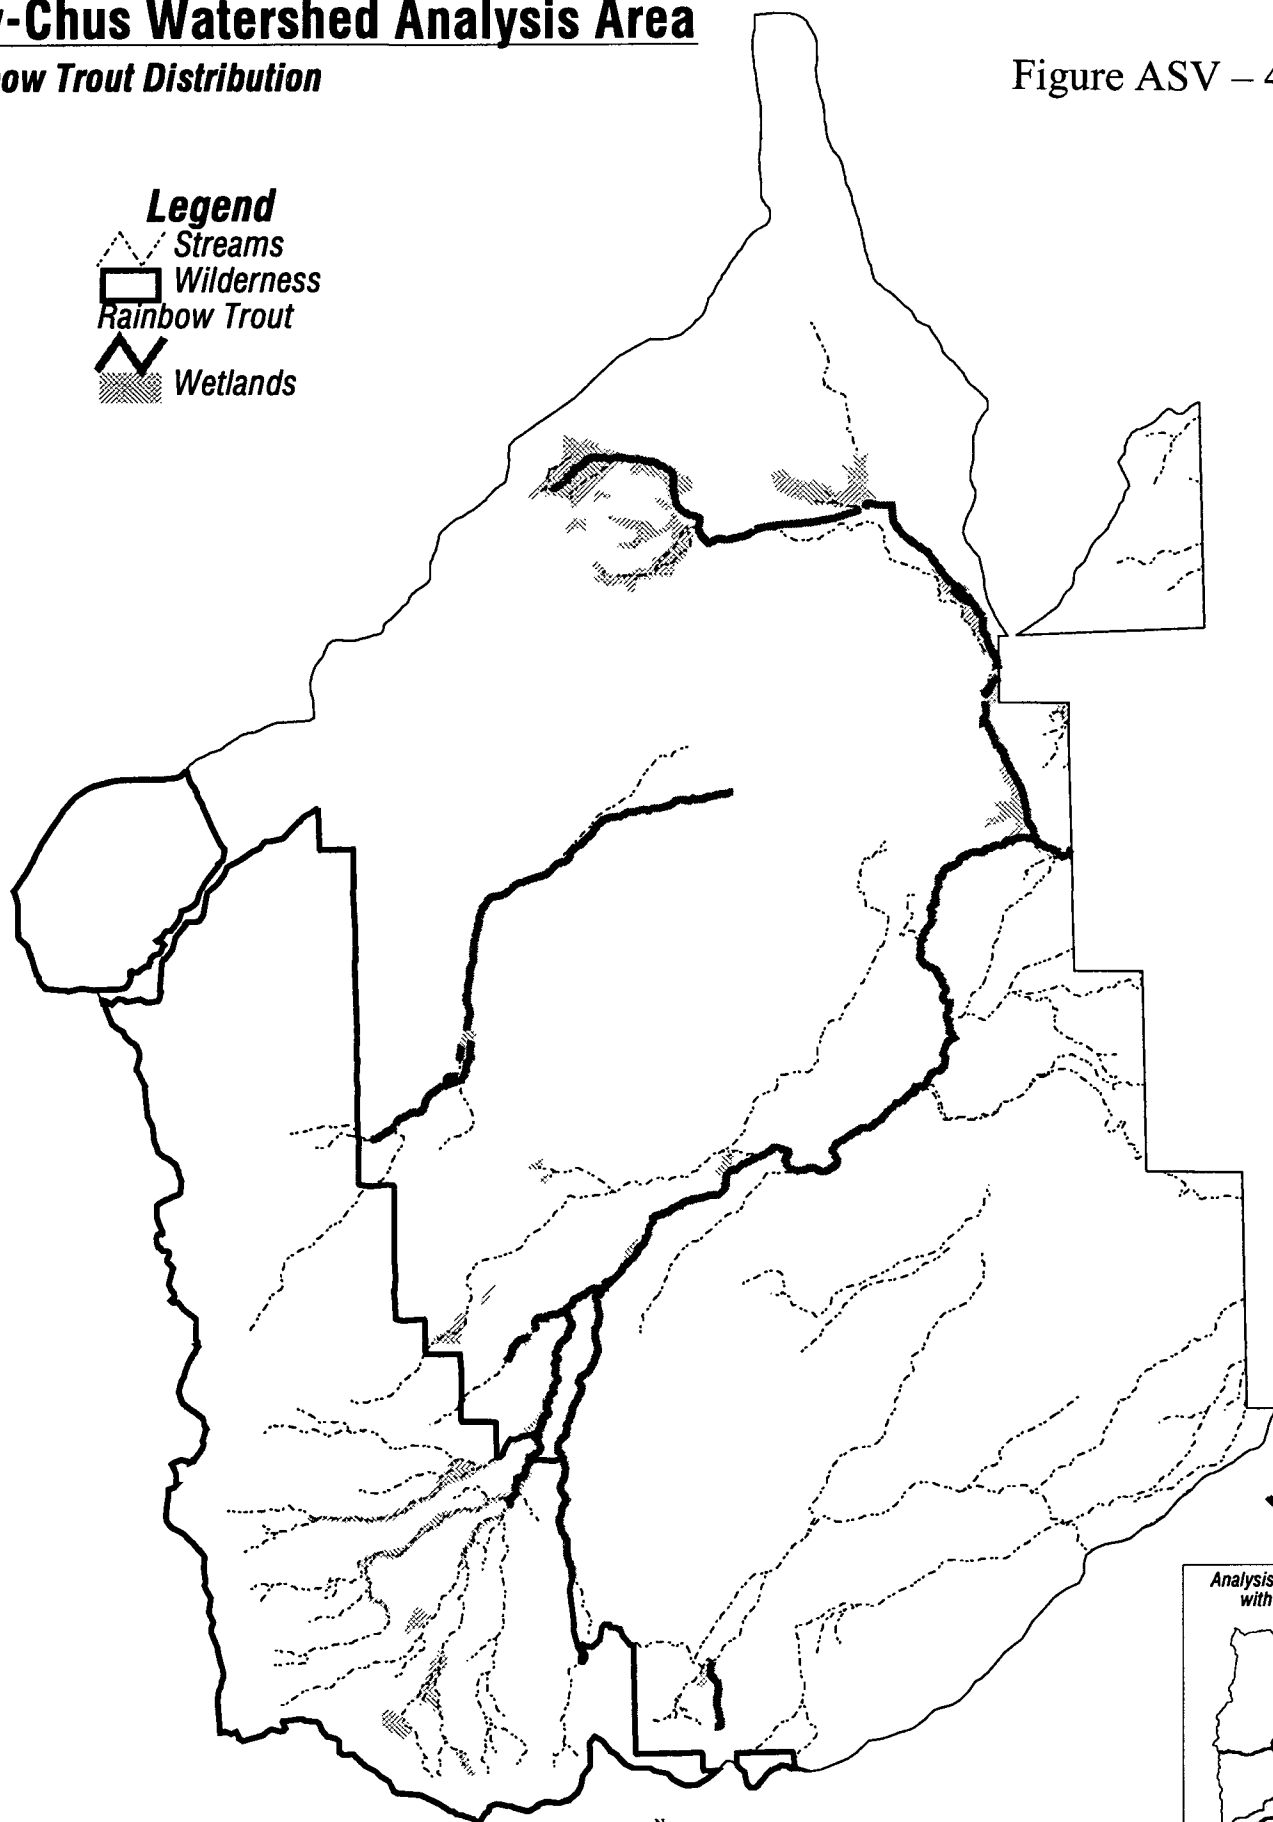 y-Chus Watershed Analysis Area
ow Trout Distribution
Figure ASV – 4
Legend
Streams
Wilderness
Rainbow Trout
Wetlands
Analysis
with
N